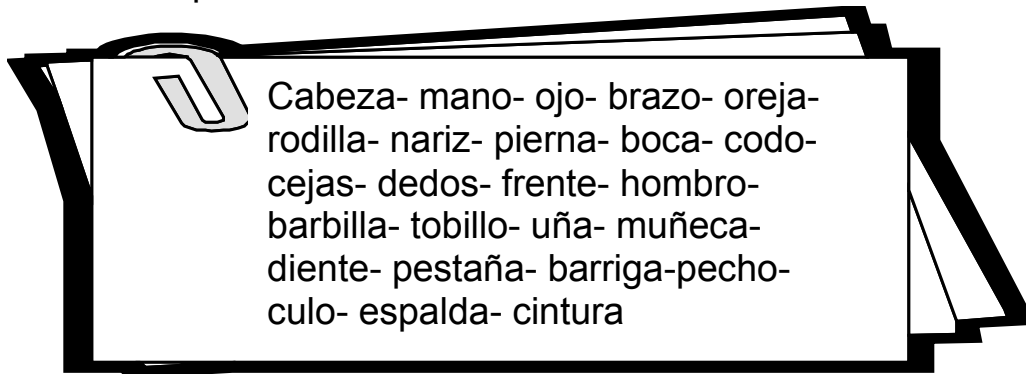 Cabeza- mano- ojo- brazo- oreja-
rodilla- nariz- pierna- boca- codo-
cejas- dedos- frente- hombro-
barbilla- tobillo- uña- muñeca-
diente- pestaña- barriga-pecho-
culo- espalda- cintura